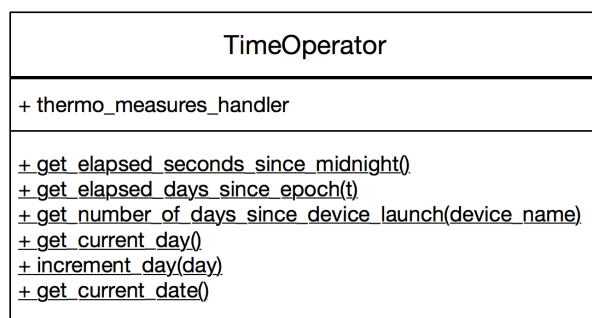 TimeOperator
+ thermo_measures_handler
+ get_elapsed_seconds_since_midnight()
+ get_elapsed_days_since_epoch(t)
+ get_number_of_days_since_device_launch(device_name)
+ get_current_day()
+ increment_day(day)
+ get_current_date()